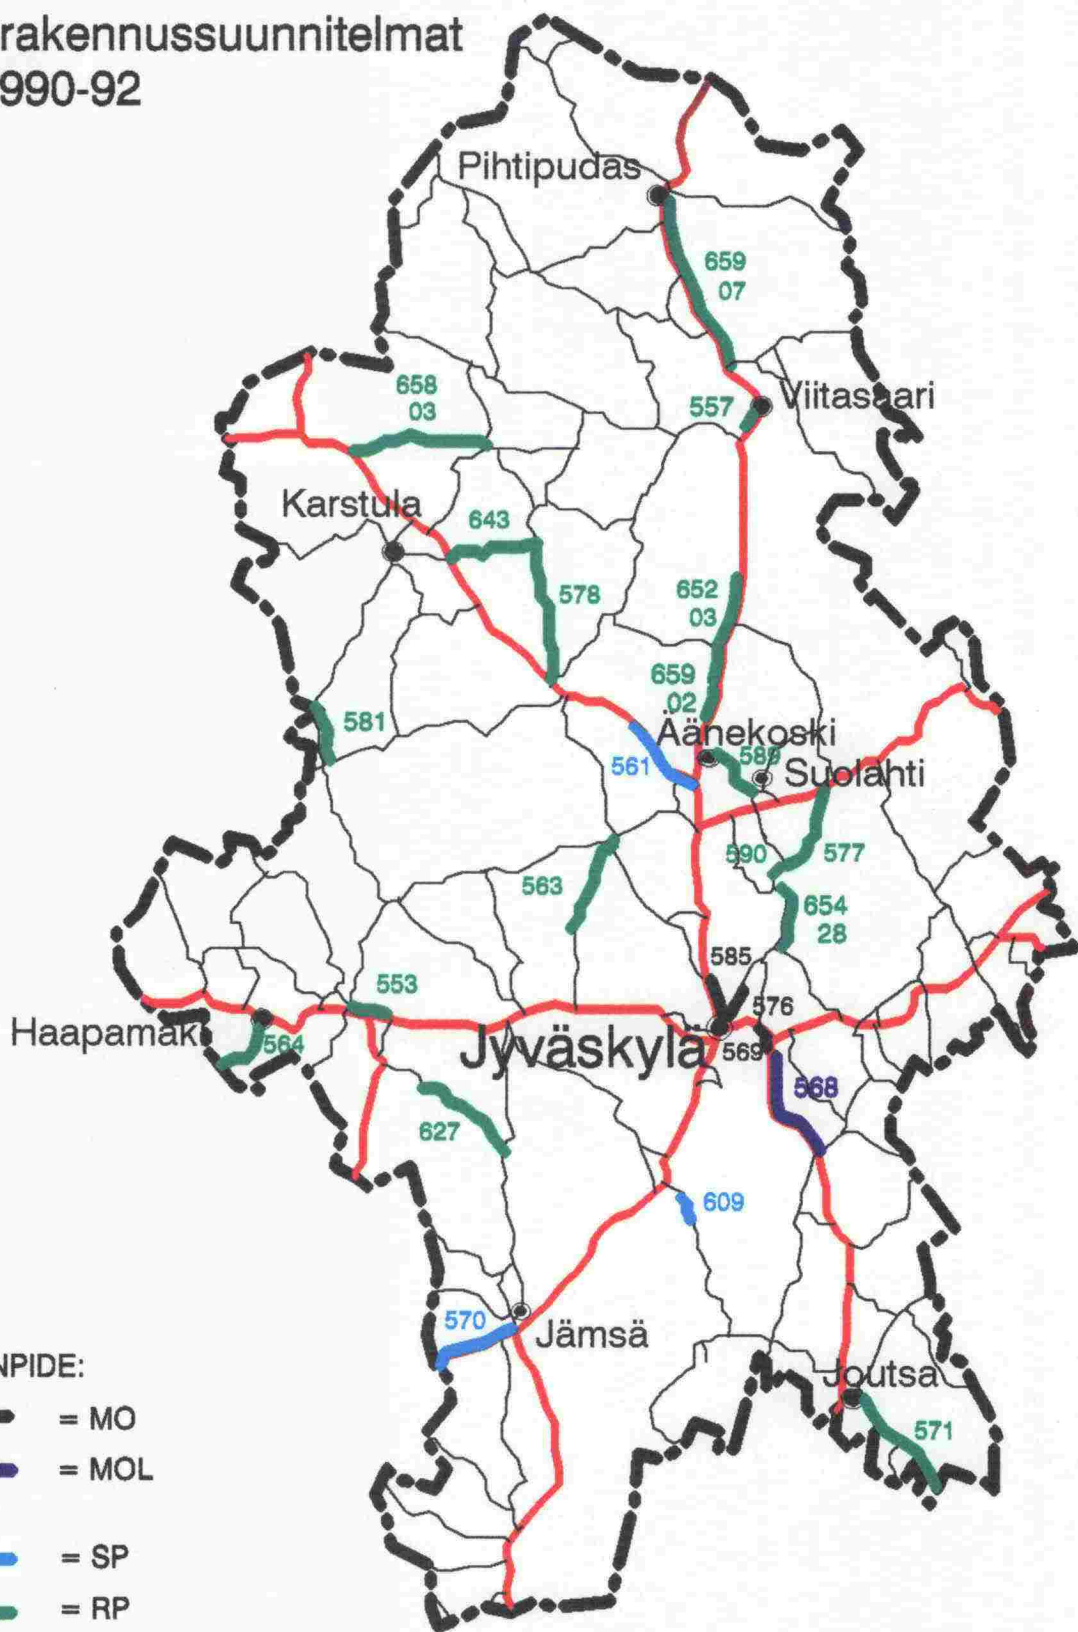 rakennussuunnitelmat
990-92
Pihtipudas
659
07
Viitasaari
557
658
03
Karstula
643
578
652
03
659
02
581
Äänekoski
561
589
Suolahti
590
577
563
654
28
585
553
576
Haapamäki
564
Jyväskylä
569
568
627
609
570
Jämsä
NPIDE:
Joutsa
= MO
571
= MOL
= SP
= RP